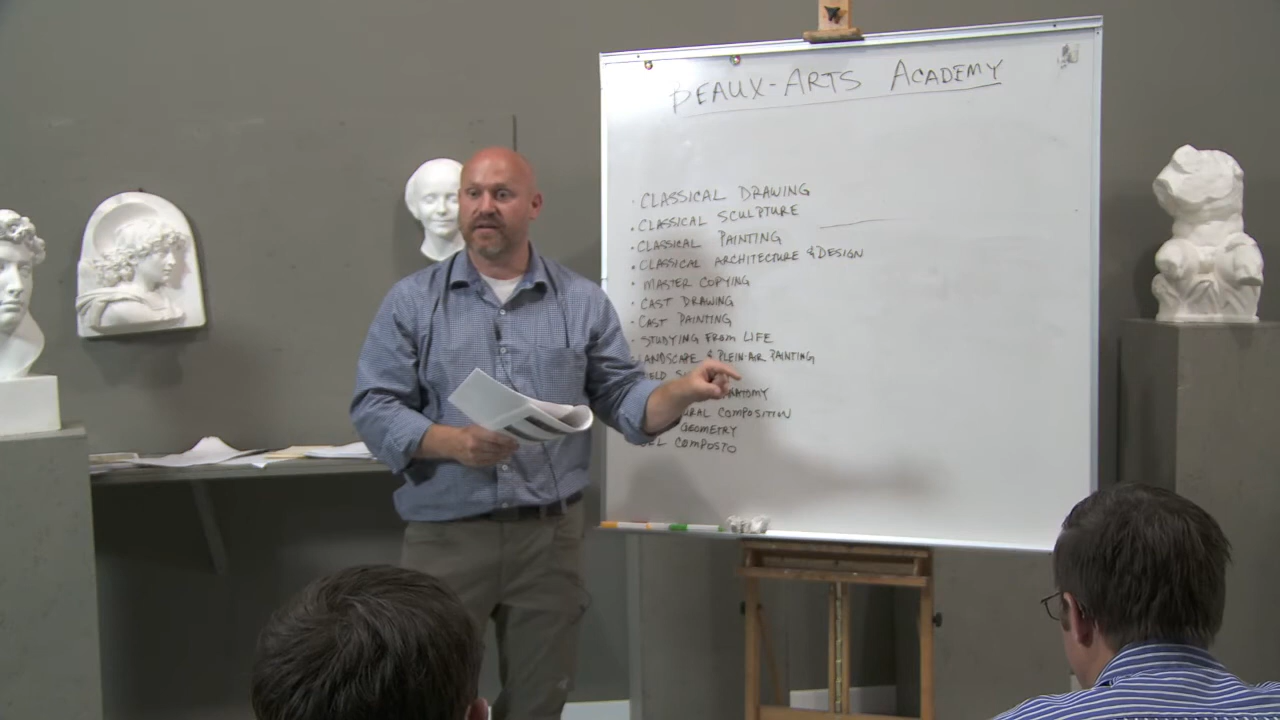 BEAUX-ARTS ACADEMY
· CLASSICAL DRAWING
· CLASSICAL SCULPTURE
· CLASSICAL PAINTING
· CLASSICAL ARCHITECTURE & DESIGN
· MASTER COPYING
· CAST DRAWING
· CAST PAINTING
· STUDYING FROM LIFE
LANDSCAPE & PLEIN-AIR PAINTING
COMPOSITION
GEOMETRY
COMPOSTO